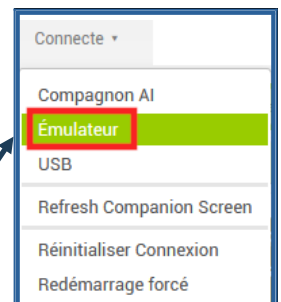 Connecte
Compagnon AI
Émulateur
USB
Refresh Companion Screen
Réinitialiser Connexion
Redémarrage forcé